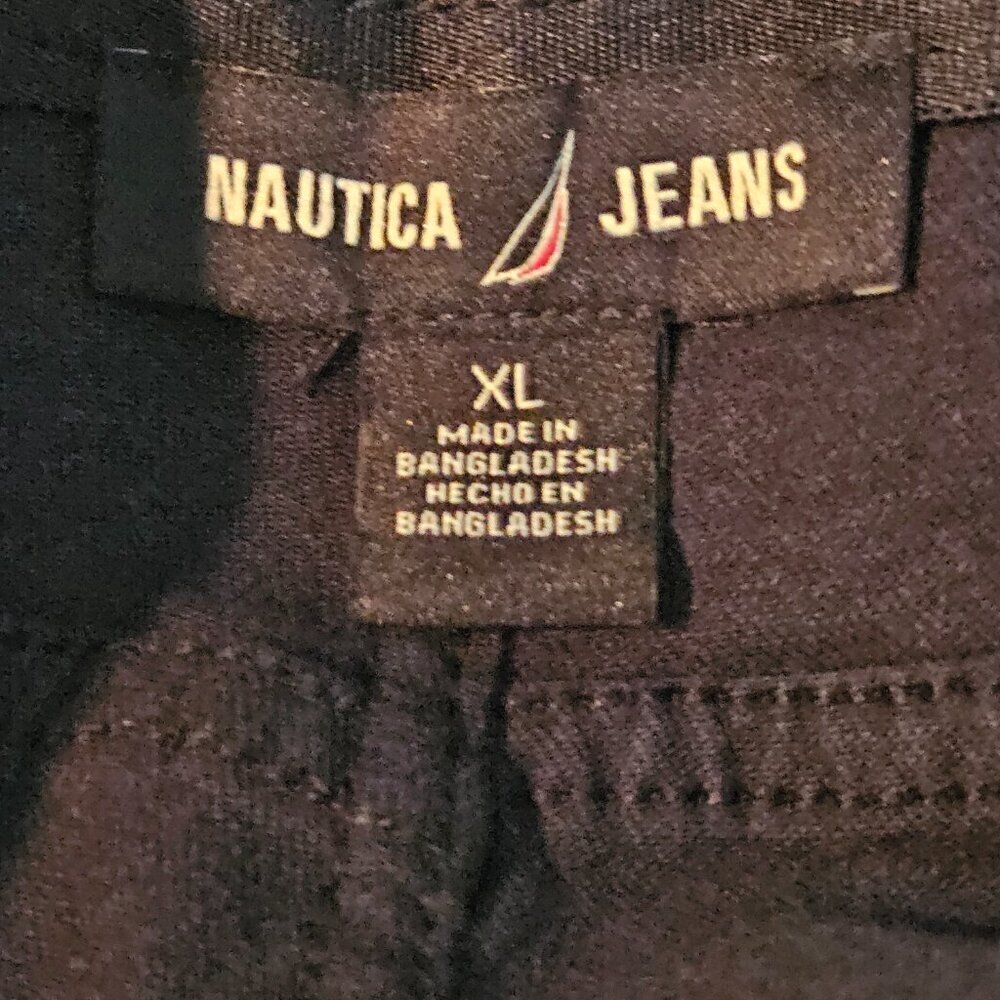 NAUTICA JEANS
XL
MADE IN
BANGLADESH
HECHO EN
BANGLADESH